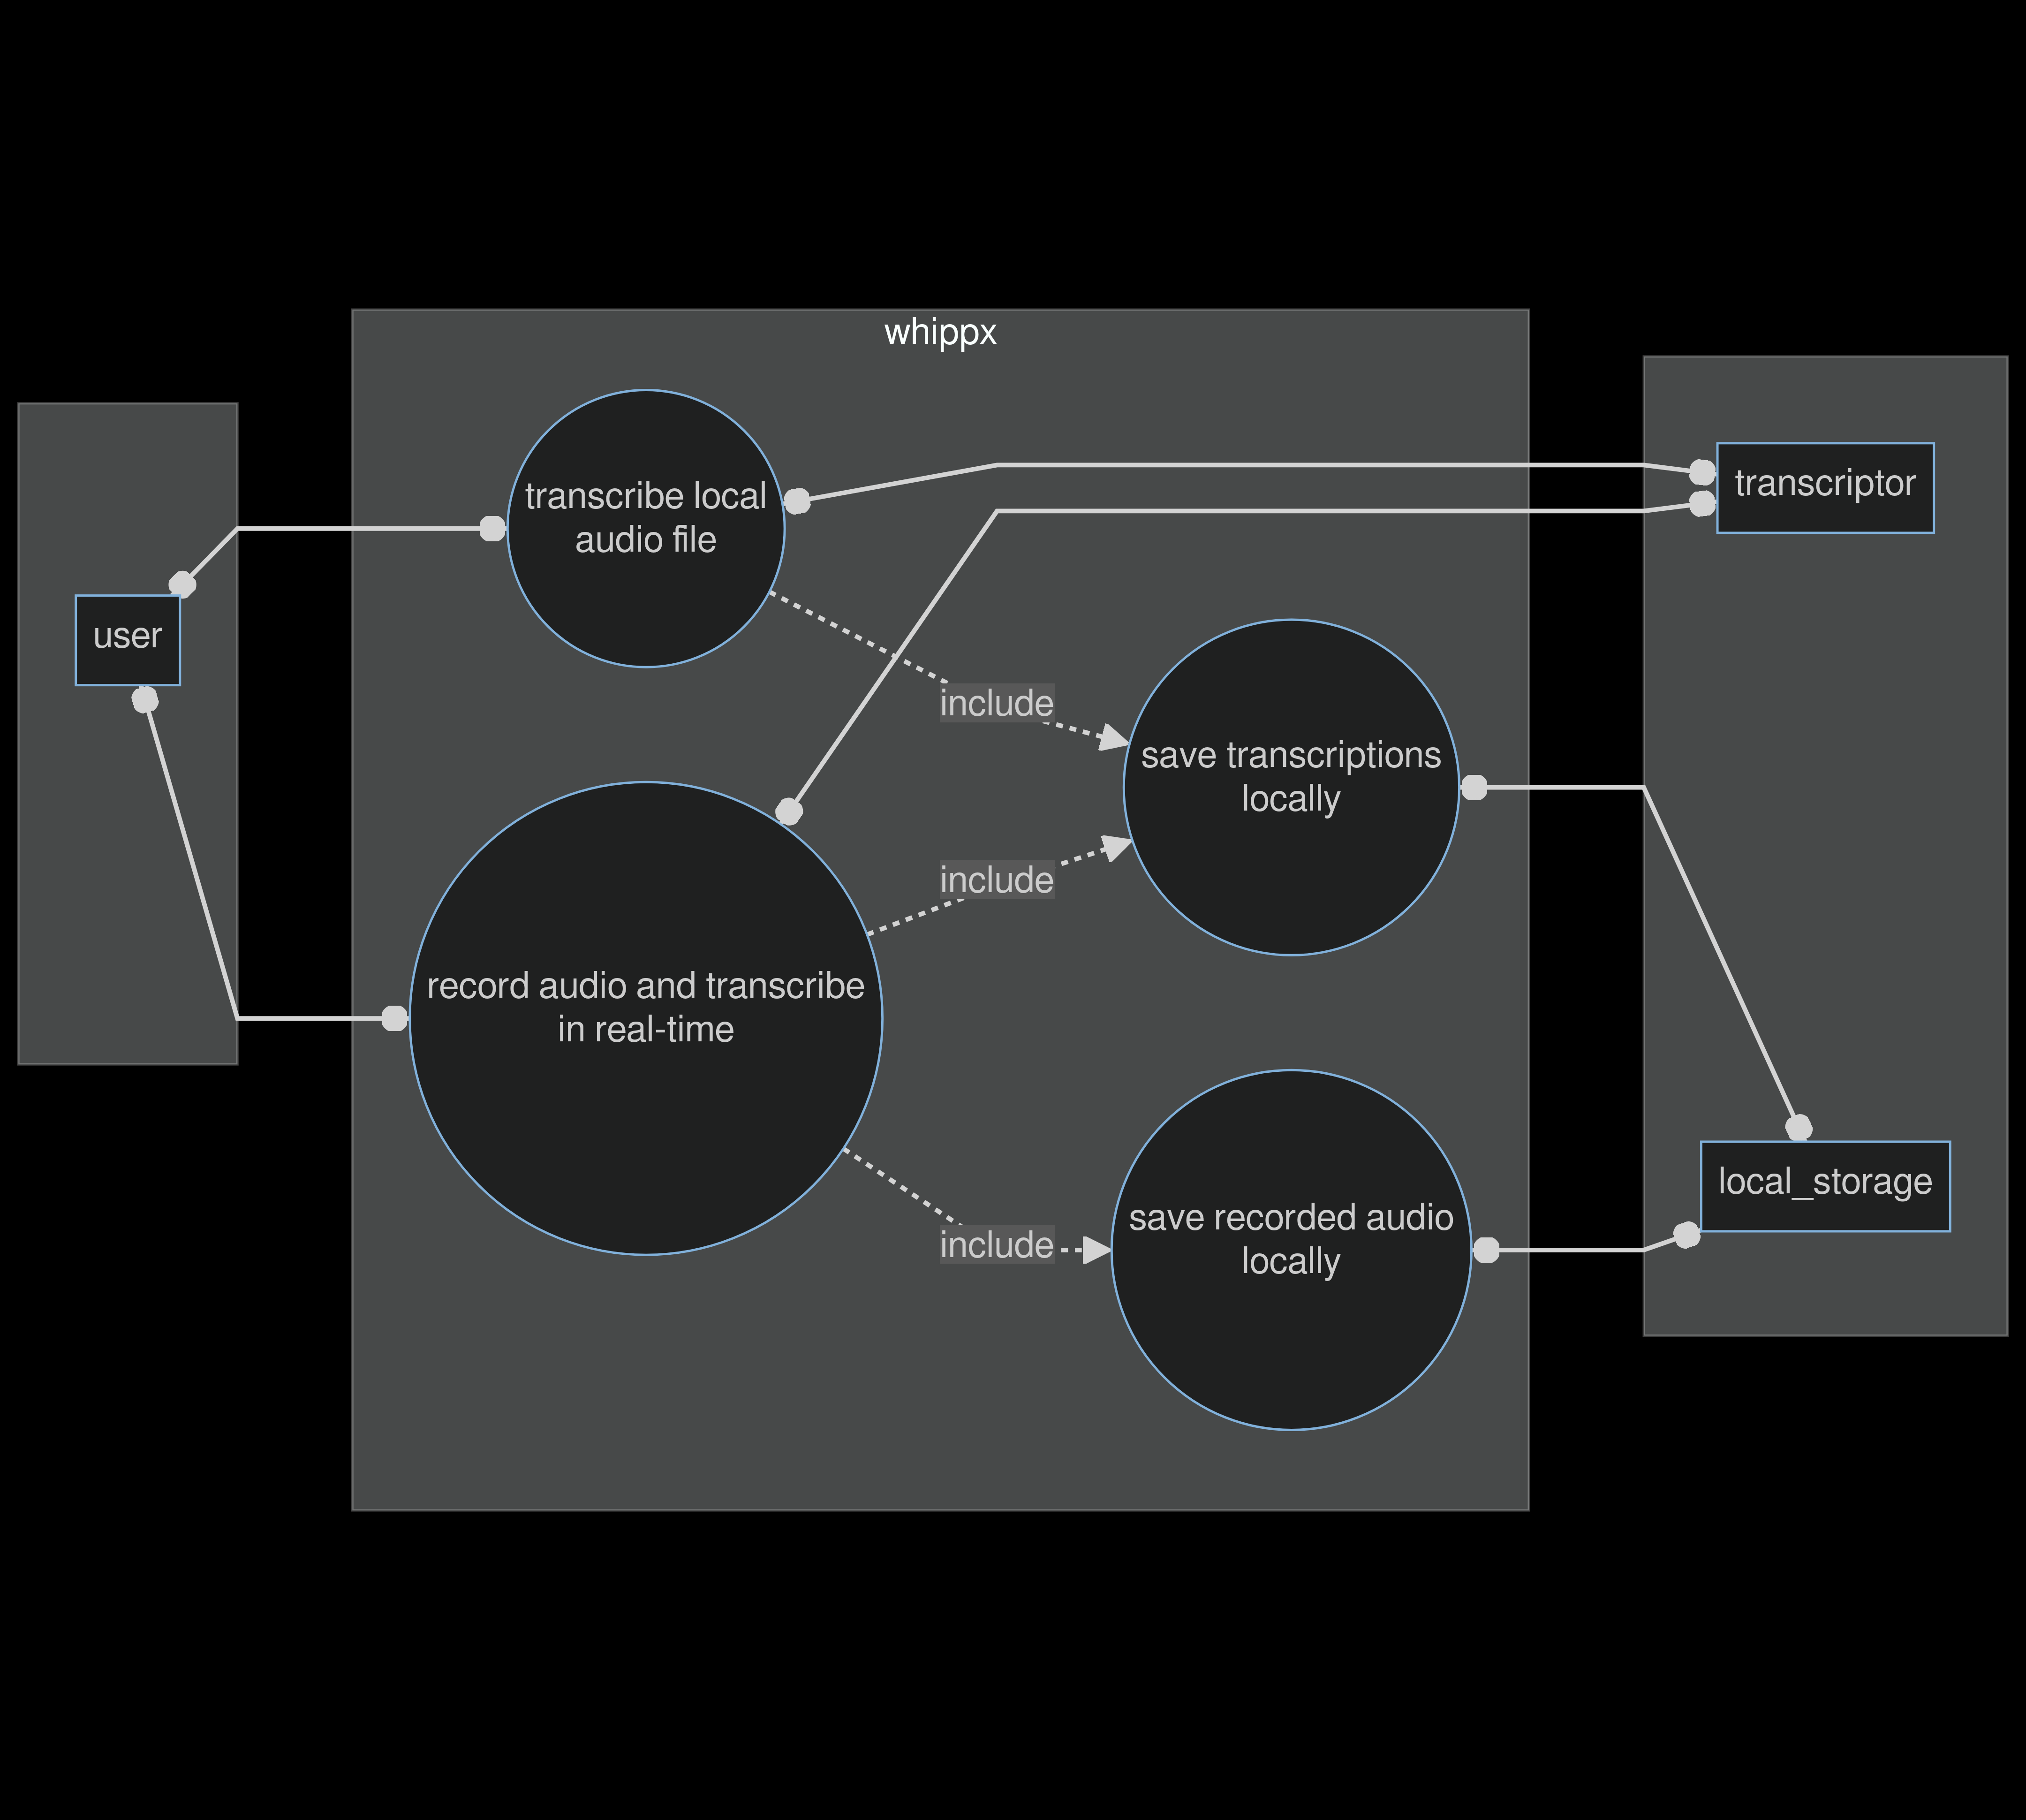 whippx
transcribe local
audio file
transcriptor
user
include
save transcriptions
locally
include
record audio and transcribe
in real-time
local_storage
save recorded audio
locally
include